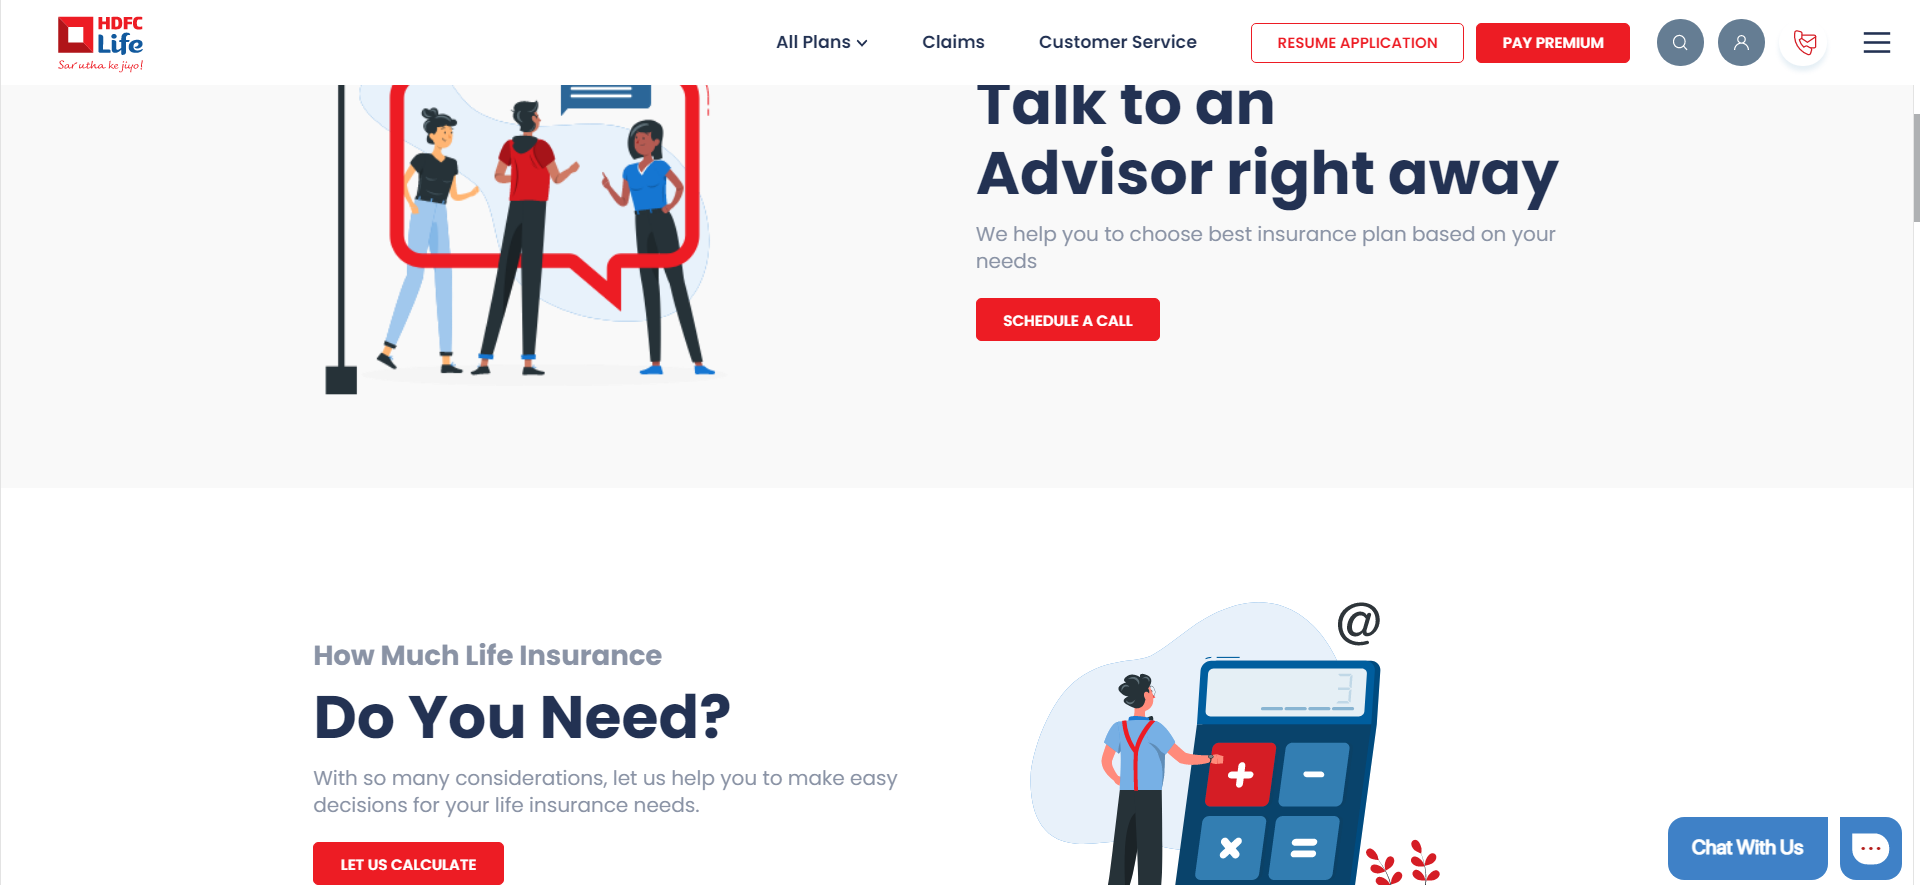 HDFC
Life
Sar utha ke jiyo!
All Plans
Claims
Customer Service
RESUME APPLICATION
PAY PREMIUM
Talk to an
Advisor right away
We help you to choose best insurance plan based on your
needs
SCHEDULE A CALL
How Much Life Insurance
Do You Need?
With so many considerations, let us help you to make easy
decisions for your life insurance needs.
LET US CALCULATE
@
3
+
-
×
=
Chat With Us